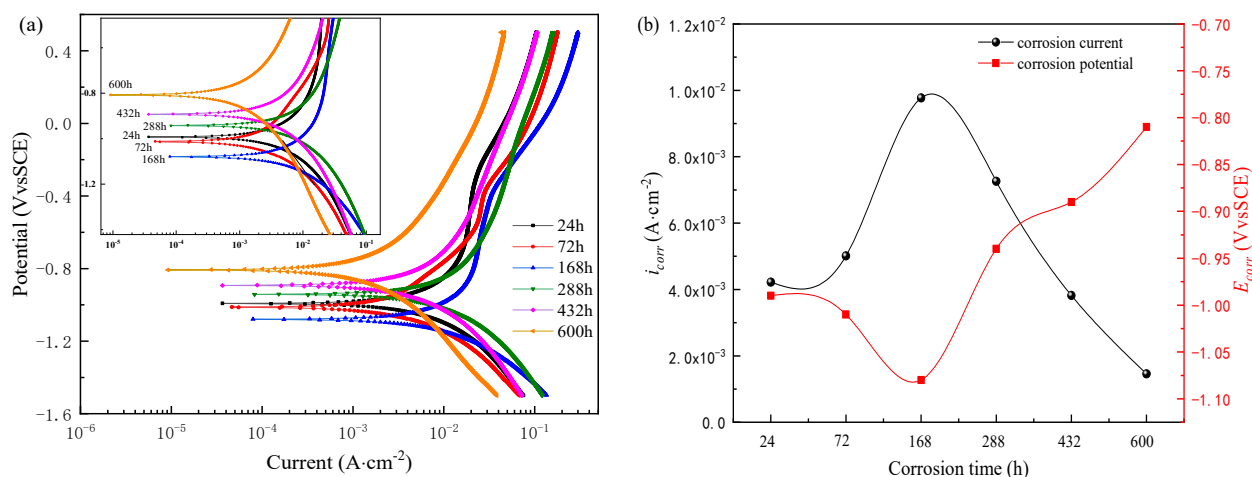 (a)
0.4
0.0
−0.4
−0.8
−1.2
−1.6
Potential (VvsSCE)
10⁻⁶
10⁻⁵
10⁻⁴
10⁻³
10⁻²
10⁻¹
Current (A·cm⁻²)
600h
432h
288h
24h
72h
168h
-0.8
-1.2
10⁻⁵
10⁻⁴
10⁻³
10⁻²
10⁻¹
24h
72h
168h
288h
432h
600h
(b)
1.2x10⁻²
1.0x10⁻²
8.0x10⁻³
6.0x10⁻³
4.0x10⁻³
2.0x10⁻³
0.0
i_corr (A·cm⁻²)
corrosion current
corrosion potential
24
72
168
288
432
600
Corrosion time (h)
-0.70
-0.75
-0.80
-0.85
-0.90
-0.95
-1.00
-1.05
-1.10
E_corr (VvsSCE)